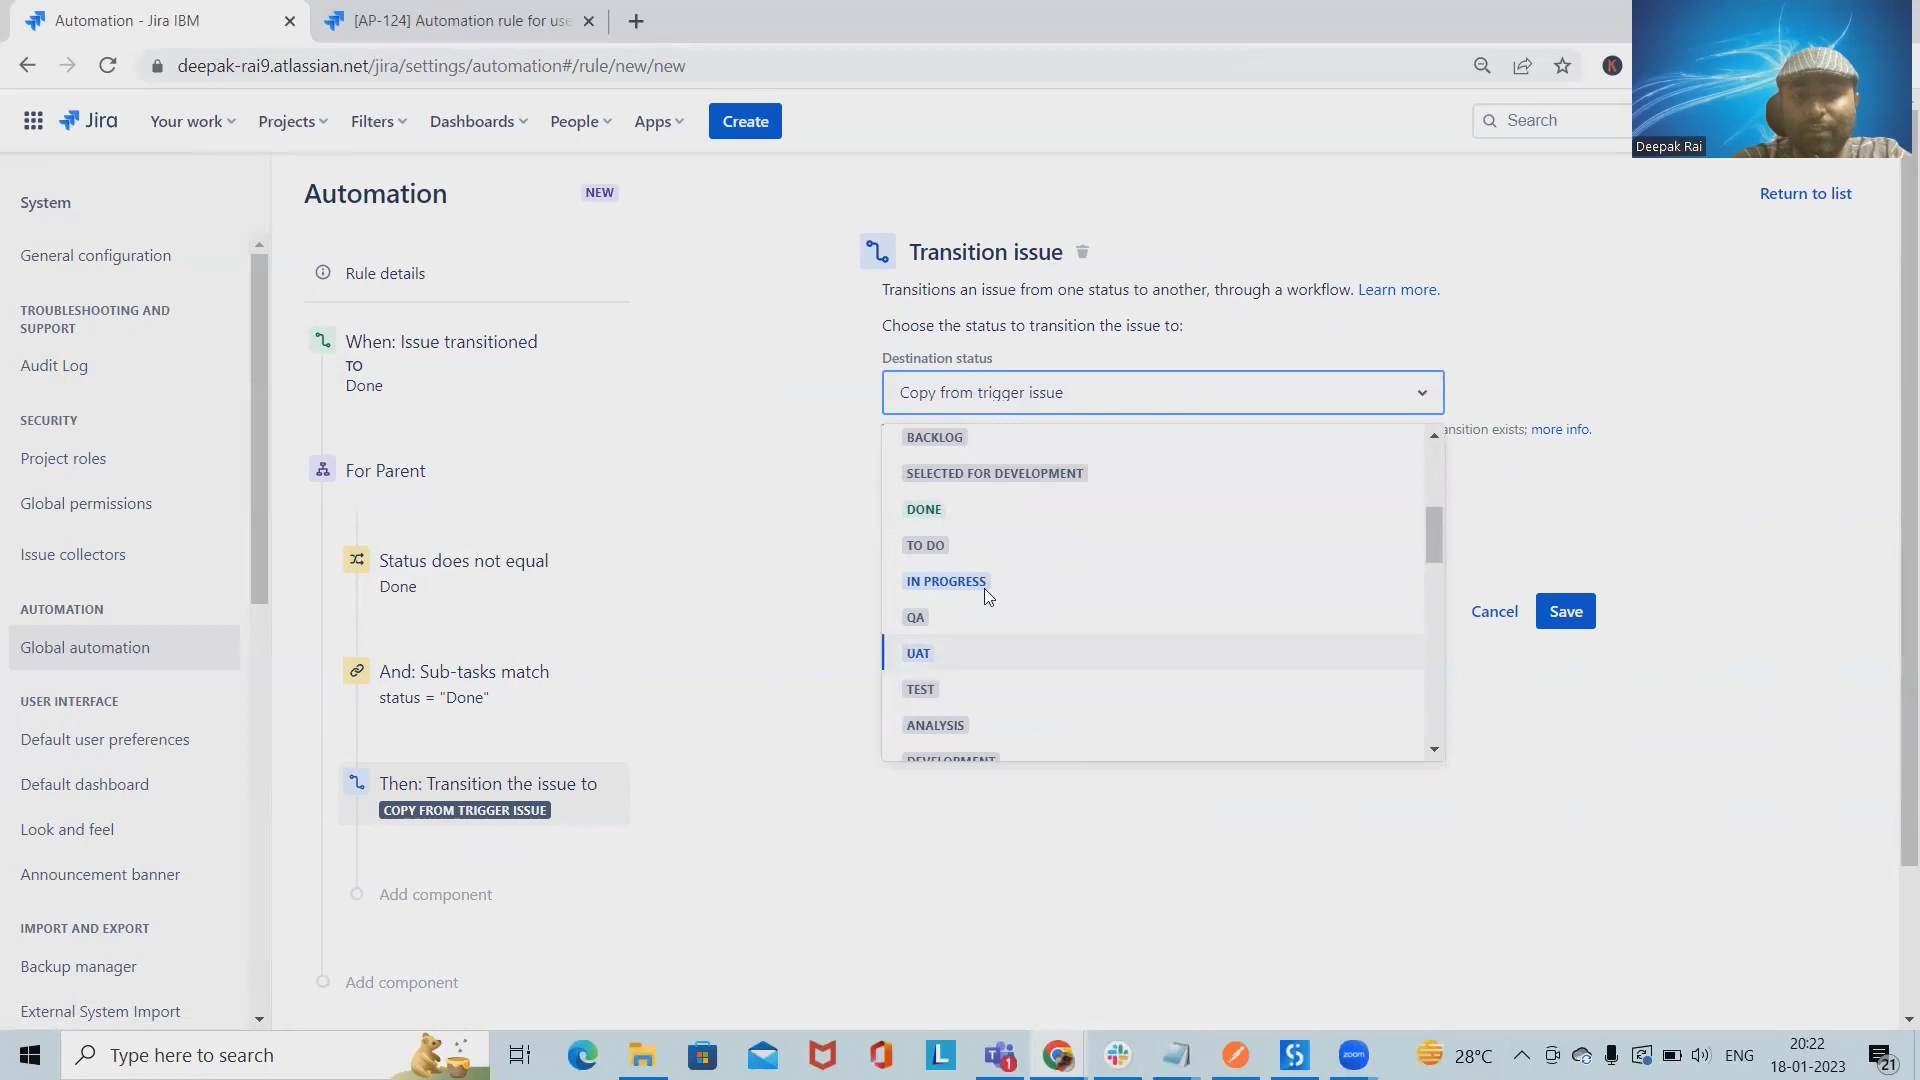 Automation - Jira IBM
[AP-124] Automation rule for use
deepak-rai9.atlassian.net/jira/settings/automation#/rule/new/new
K
Deepak Rai
Jira
Your work
Projects
Filters
Dashboards
People
Apps
Create
Search
System
General configuration
TROUBLESHOOTING AND
SUPPORT
Audit Log
SECURITY
Project roles
Global permissions
Issue collectors
AUTOMATION
Global automation
USER INTERFACE
Default user preferences
Default dashboard
Look and feel
Announcement banner
IMPORT AND EXPORT
Backup manager
External System Import
Automation
NEW
Return to list
Rule details
When: Issue transitioned
TO
Done
For Parent
Status does not equal
Done
And: Sub-tasks match
status = "Done"
Then: Transition the issue to
COPY FROM TRIGGER ISSUE
Add component
Add component
Transition issue
Transitions an issue from one status to another, through a workflow. Learn more.
Choose the status to transition the issue to:
Destination status
Copy from trigger issue
ansition exists; more info.
BACKLOG
SELECTED FOR DEVELOPMENT
DONE
TO DO
IN PROGRESS
QA
UAT
TEST
ANALYSIS
DEVELOPMENT
Cancel
Save
Type here to search
L
1
zoom
28°C
ENG
20:22
18-01-2023
21